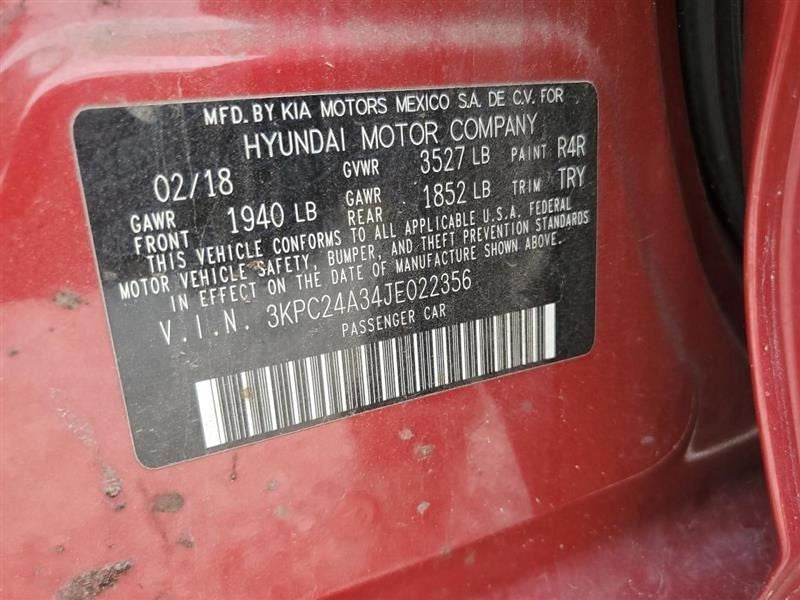 MFD. BY KIA MOTORS MEXICO S.A. DE C.V. FOR
HYUNDAI MOTOR COMPANY
02/18 GVWR 3527 LB PAINT R4R
GAWR FRONT 1940 LB GAWR REAR 1852 LB TRIM TRY
THIS VEHICLE CONFORMS TO ALL APPLICABLE U.S.A. FEDERAL
MOTOR VEHICLE SAFETY, BUMPER, AND THEFT PREVENTION STANDARDS
IN EFFECT ON THE DATE OF MANUFACTURE SHOWN ABOVE.
V.I.N. 3KPC24A34JE022356
PASSENGER CAR